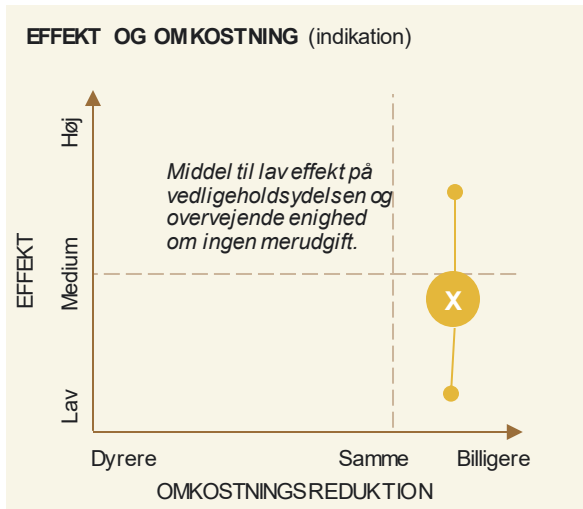 EFFEKT OG OMKOSTNING (indikation)
Høj
Middel til lav effekt på
vedligeholdsydelsen og
overvejende enighed
om ingen merudgift.
EFFEKT
Medium
X
Lav
Dyrere
Samme
Billigere
OMKOSTNINGSREDUKTION